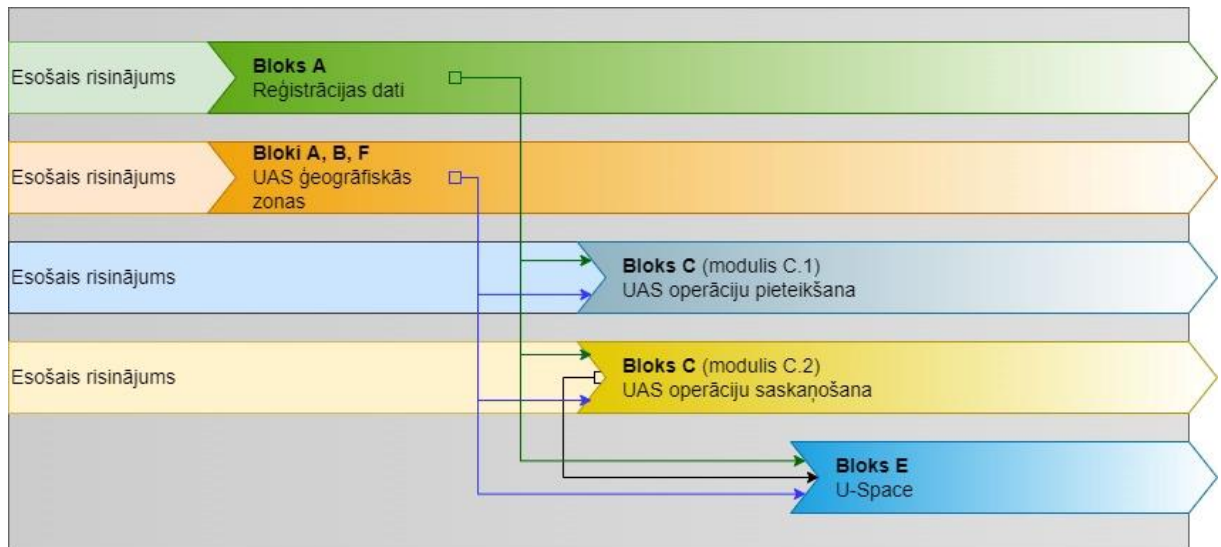 Esošais risinājums
Bloks A
Reģistrācijas dati
Esošais risinājums
Bloki A, B, F
UAS ģeogrāfiskās
zonas
Esošais risinājums
Bloks C (modulis C.1)
UAS operāciju pieteikšana
Esošais risinājums
Bloks C (modulis C.2)
UAS operāciju saskaņošana
Bloks E
U-Space